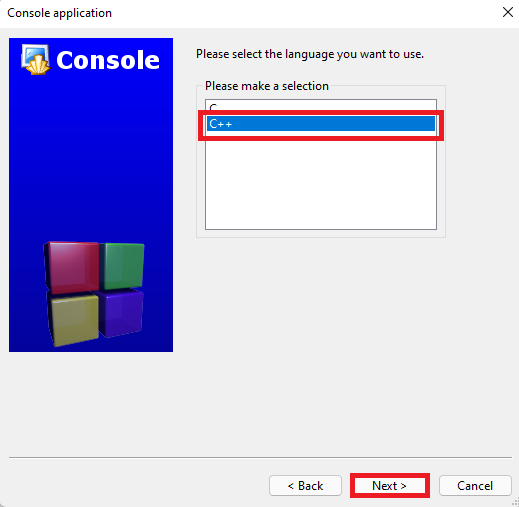 Console application
Console
Please select the language you want to use.
Please make a selection
C
C++
< Back
Next >
Cancel